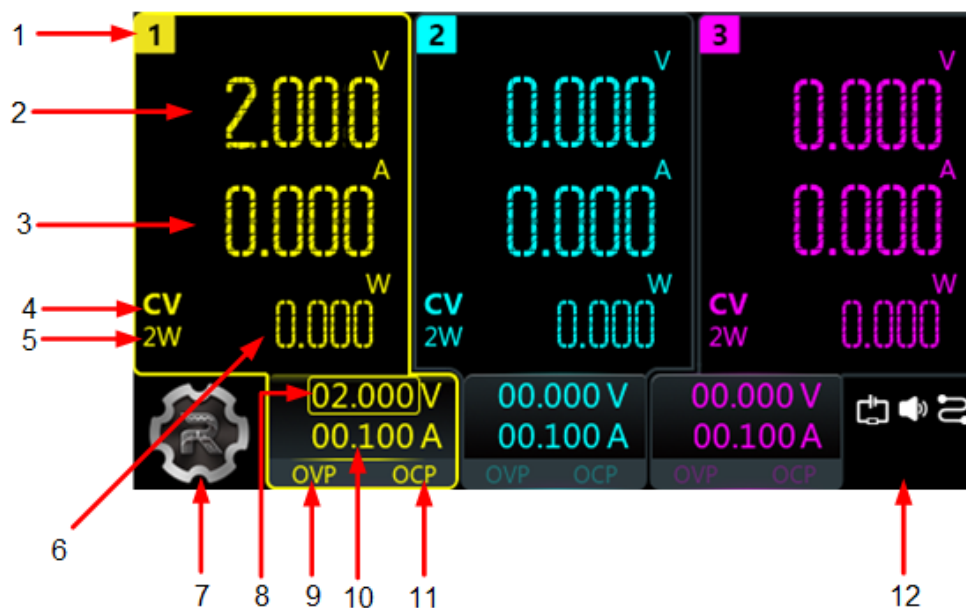 1 1 2 3
V V V
2 2.000 0.000 0.000
A A A
3 0.000 0.000 0.000
W W W
4 CV CV CV
5 2W 0.000 2W 0.000 2W 0.000
8 02.000 V 00.000 V 00.000 V
00.100 A 00.100 A 00.100 A
R OVP OCP OVP OCP OVP OCP
6
7 8 9 10 11 12